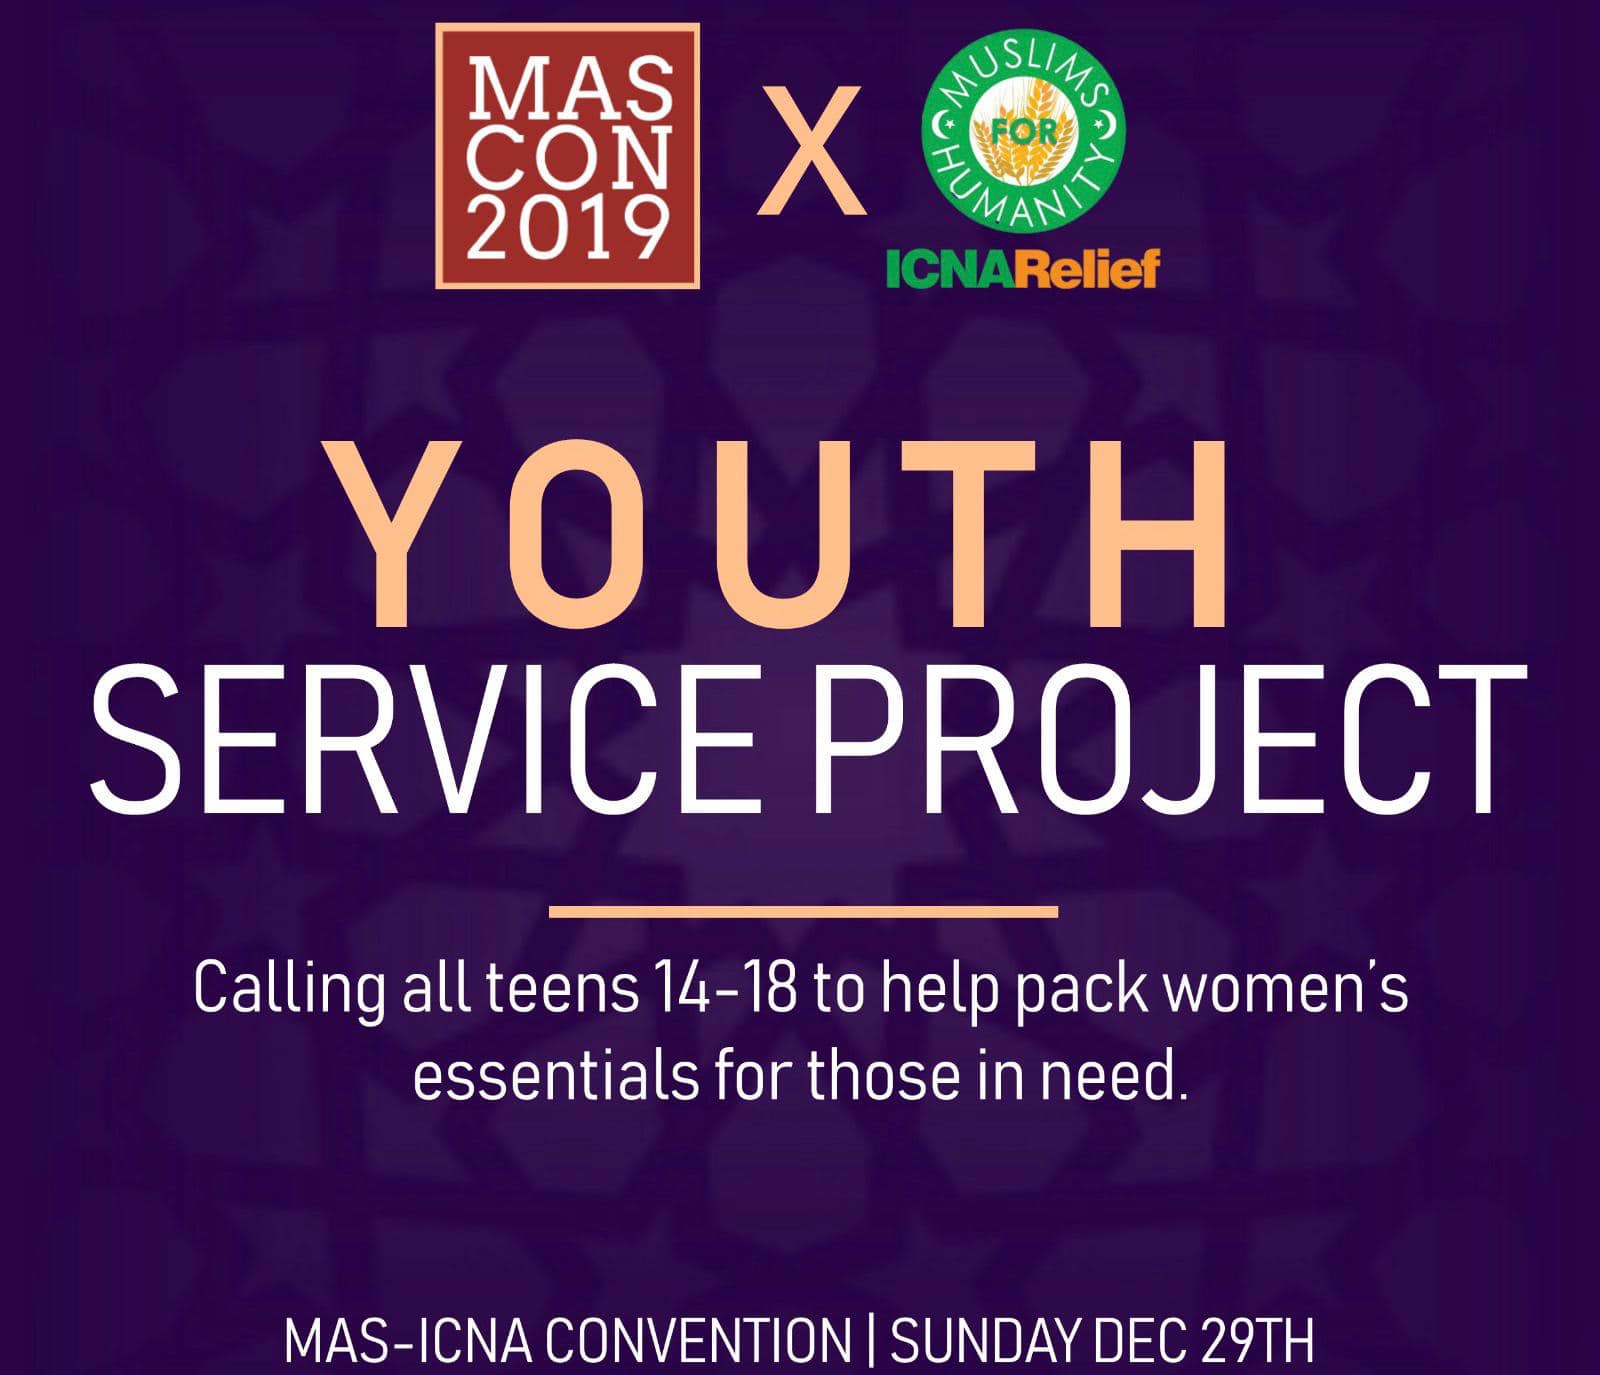 MAS
CON
2019
X
MUSLIMS
FOR
HUMANITY
ICNARelief
YOUTH
SERVICE PROJECT
Calling all teens 14-18 to help pack women’s
essentials for those in need.
MAS-ICNA CONVENTION | SUNDAY DEC 29TH